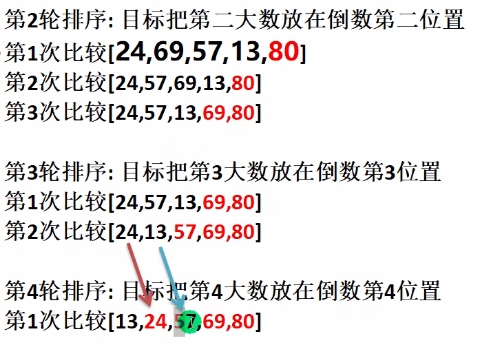 第2轮排序: 目标把第二大数放在倒数第二位置
第1次比较[24,69,57,13,80]
第2次比较[24,57,69,13,80]
第3次比较[24,57,13,69,80]
第3轮排序: 目标把第3大数放在倒数第3位置
第1次比较[24,57,13,69,80]
第2次比较[24,13,57,69,80]
第4轮排序: 目标把第4大数放在倒数第4位置
第1次比较[13,24,57,69,80]